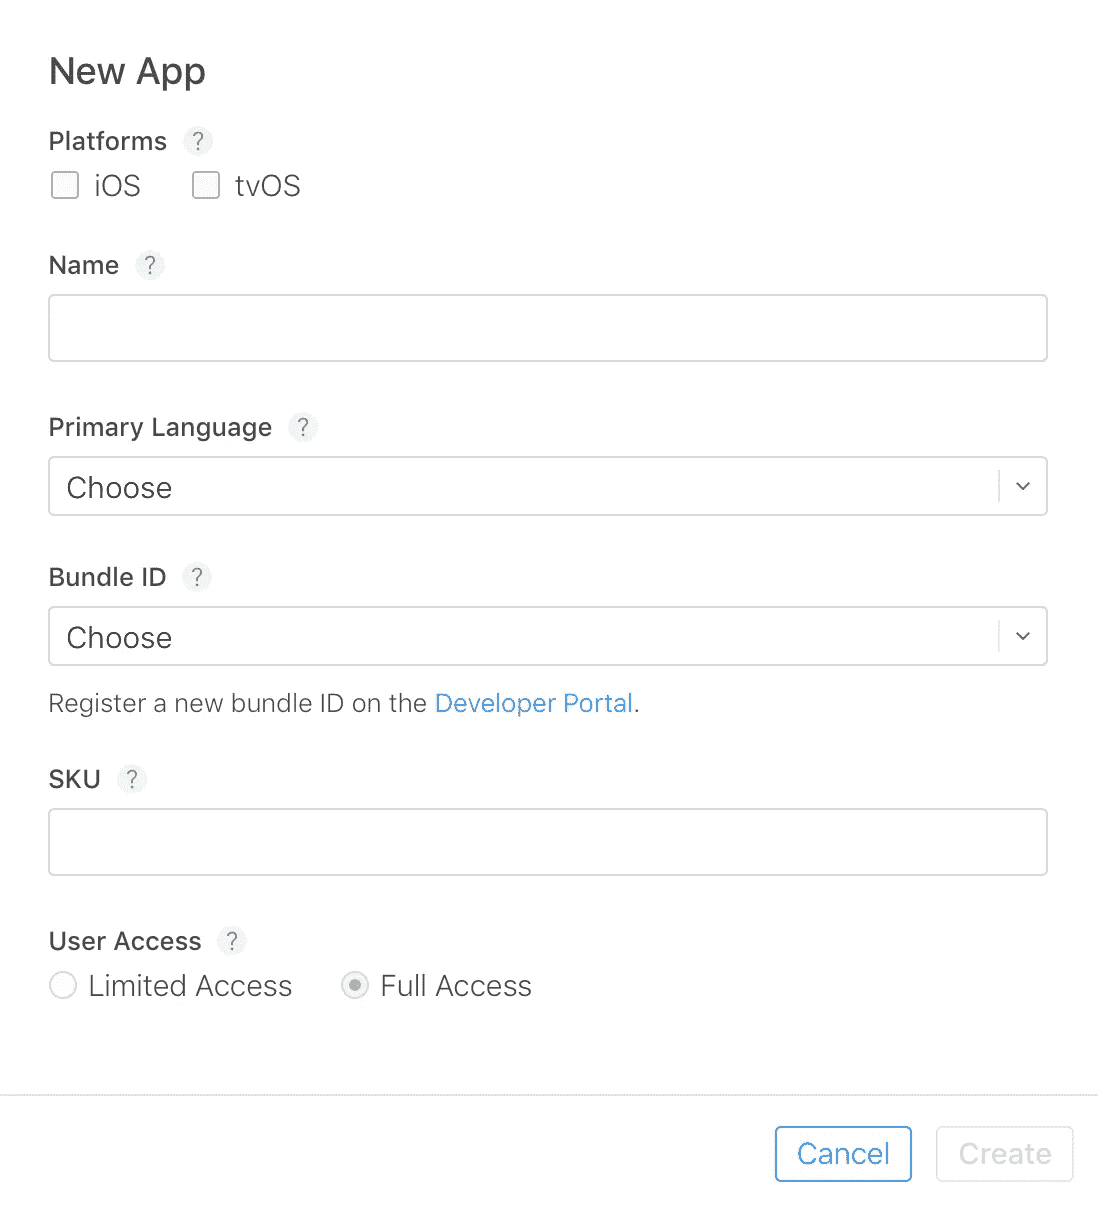 New App
Platforms ?
iOS tvOS
Name ?
Primary Language ?
Choose
Bundle ID ?
Choose
Register a new bundle ID on the Developer Portal.
SKU ?
User Access ?
Limited Access Full Access
Cancel Create